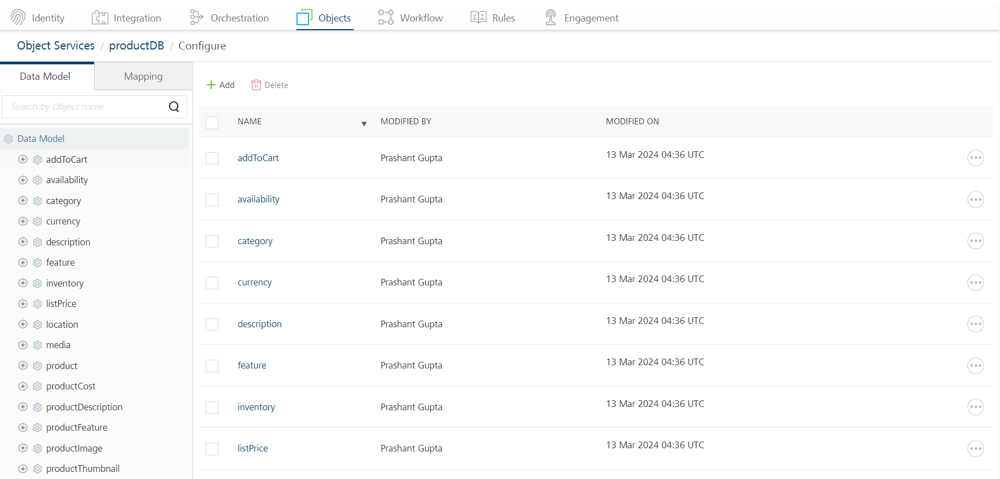 Identity Integration Orchestration Objects Workflow Rules Engagement
Object Services / productDB / Configure
Data Model Mapping
Search by Object name
Data Model
addToCart
availability
category
currency
description
feature
inventory
listPrice
location
media
product
productCost
productDescription
productFeature
productImage
productThumbnail
Add Delete
NAME MODIFIED BY MODIFIED ON
addToCart Prashant Gupta 13 Mar 2024 04:36 UTC
availability Prashant Gupta 13 Mar 2024 04:36 UTC
category Prashant Gupta 13 Mar 2024 04:36 UTC
currency Prashant Gupta 13 Mar 2024 04:36 UTC
description Prashant Gupta 13 Mar 2024 04:36 UTC
feature Prashant Gupta 13 Mar 2024 04:36 UTC
inventory Prashant Gupta 13 Mar 2024 04:36 UTC
listPrice Prashant Gupta 13 Mar 2024 04:36 UTC